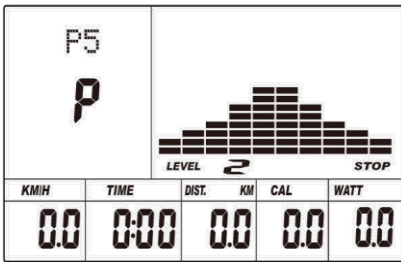 P5
P
LEVEL 2 STOP
KM/H TIME DIST. KM CAL WATT
0.0 0:00 0.0 0.0 0.0